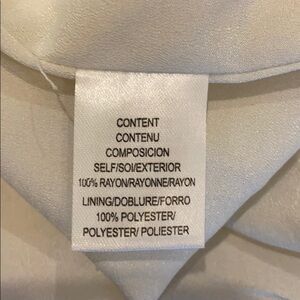 CONTENT
CONTENU
COMPOSICION
SELF/SOI/EXTERIOR
100% RAYON/RAYONNE/RAYON
LINING/DOBLURE/FORRO
100% POLYESTER/
POLYESTER/ POLIESTER